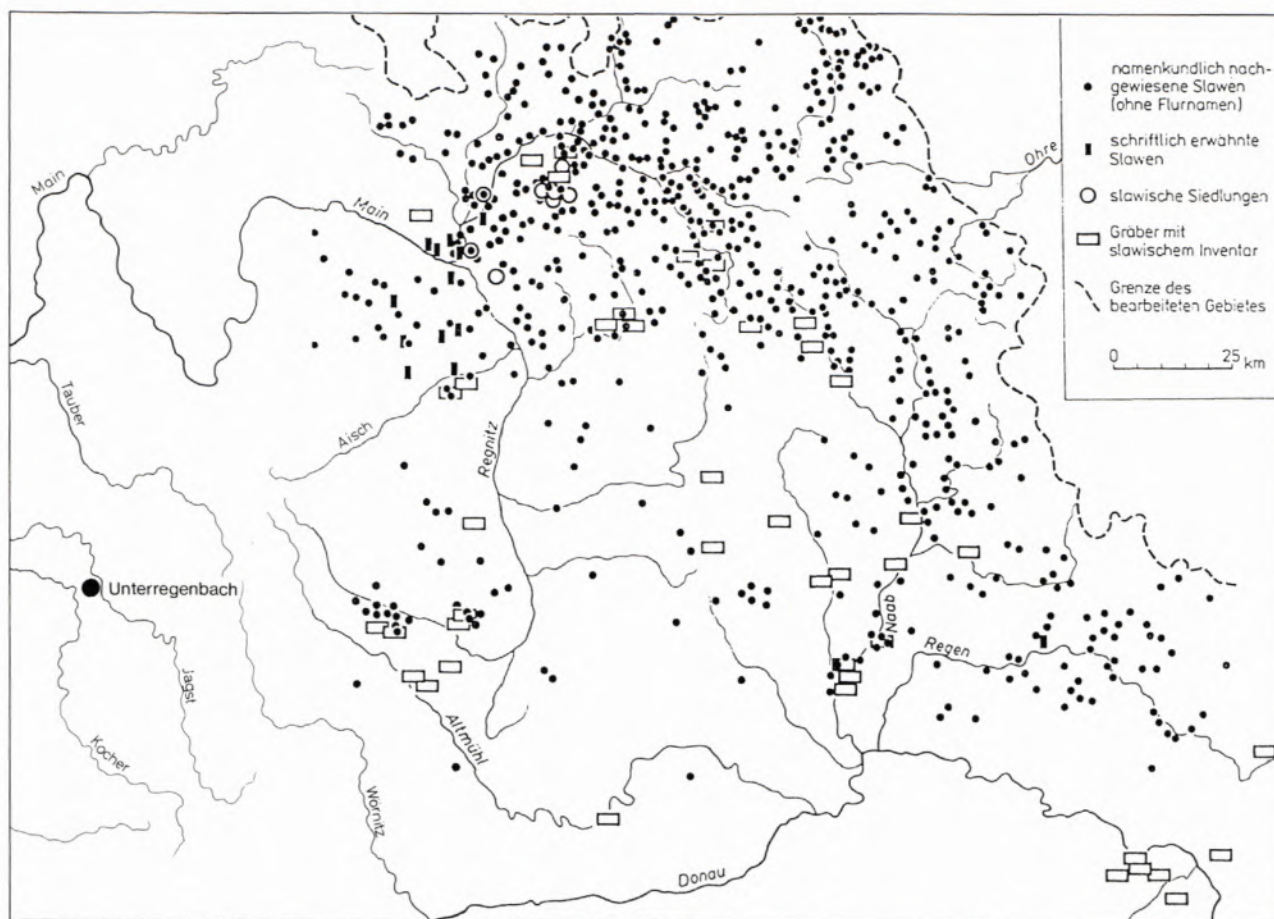 namenkundlich nach-
gewiesene Slawen
(ohne Flurnamen)
schriftlich erwähnte
Slawen
slawische Siedlungen
Gräber mit
slawischem Inventar
Grenze des
bearbeiteten Gebietes
0 25 km
Ohre
Main
Main
Tauber
Aisch
Regnitz
Unterregenbach
Naab
Regen
Jagst
Altmühl
Kocher
Wörnitz
Donau